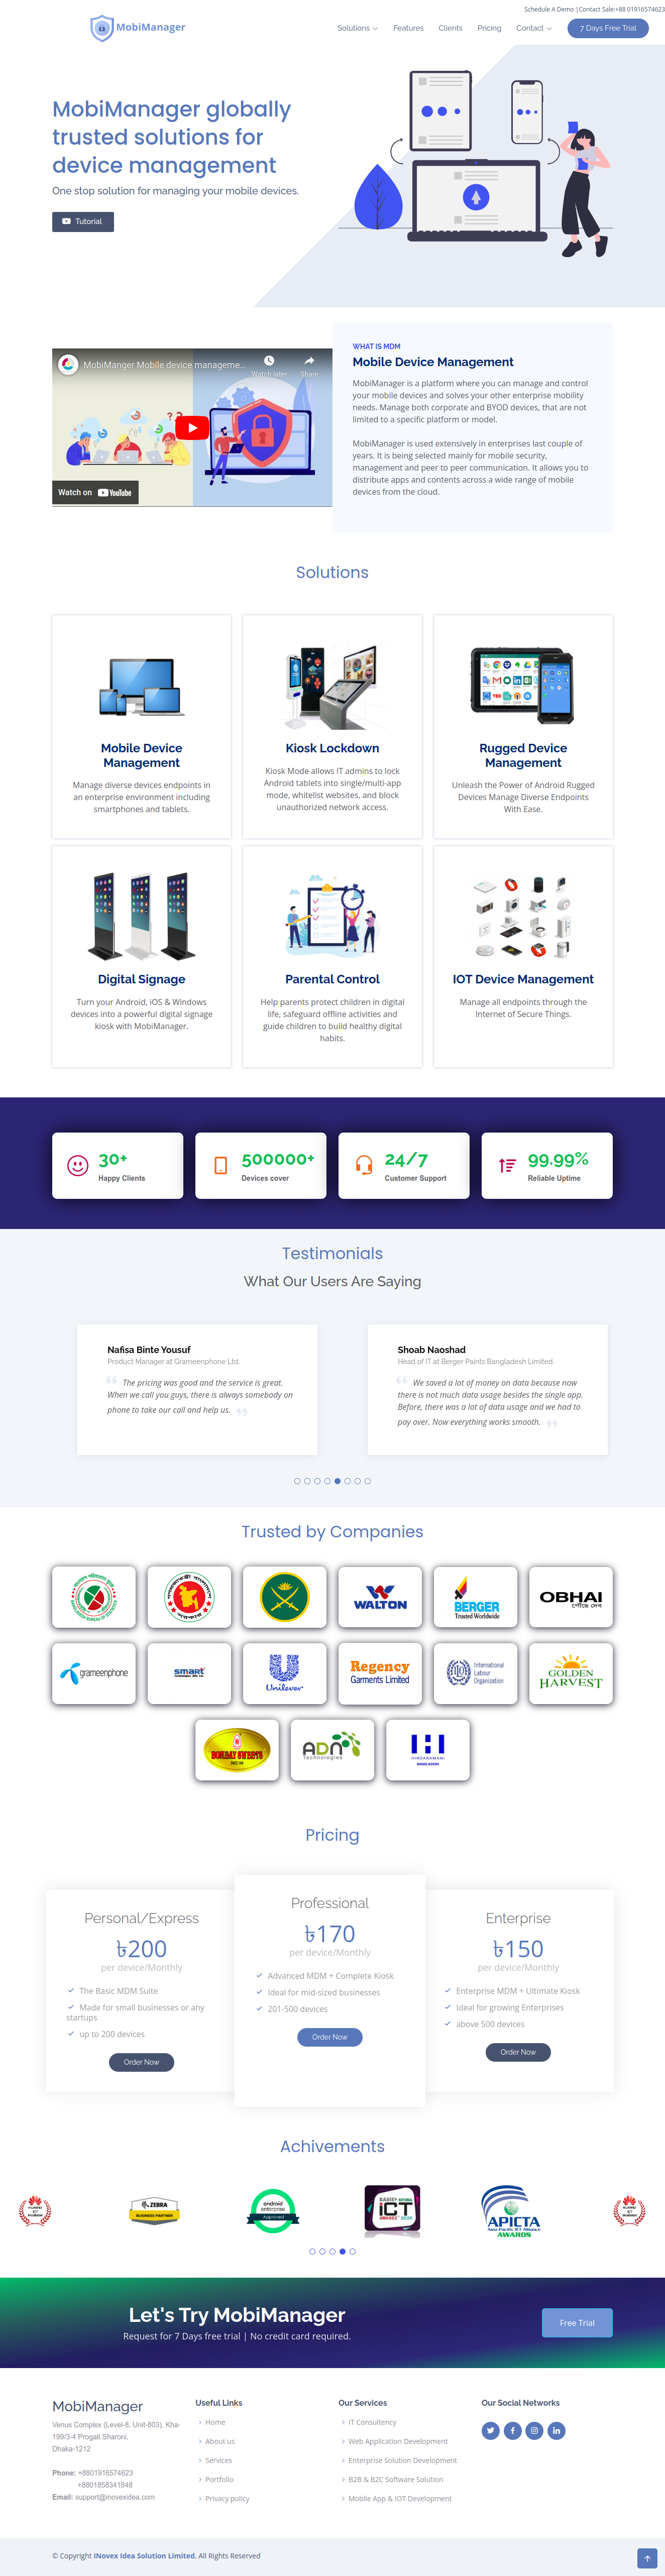 Schedule A Demo |Contact Sale:+88 01916574623
MobiManager
Solutions
Features
Clients
Pricing
Contact
7 Days Free Trial
MobiManager globally
trusted solutions for
device management
One stop solution for managing your mobile devices.
Tutorial
MobiManger Mobile device manageme...
Watch later
Share
Watch on YouTube
WHAT IS MDM
Mobile Device Management
MobiManager is a platform where you can manage and control
your mobile devices and solves your other enterprise mobility
needs. Manage both corporate and BYOD devices, that are not
limited to a specific platform or model.
MobiManager is used extensively in enterprises last couple of
years. It is being selected mainly for mobile security,
management and peer to peer communication. It allows you to
distribute apps and contents across a wide range of mobile
devices from the cloud.
Solutions
Mobile Device
Management
Manage diverse devices endpoints in
an enterprise environment including
smartphones and tablets.
Kiosk Lockdown
Kiosk Mode allows IT admins to lock
Android tablets into single/multi-app
mode, whitelist websites, and block
unauthorized network access.
Rugged Device
Management
Unleash the Power of Android Rugged
Devices Manage Diverse Endpoints
With Ease.
Digital Signage
Turn your Android, iOS & Windows
devices into a powerful digital signage
kiosk with MobiManager.
Parental Control
Help parents protect children in digital
life, safeguard offline activities and
guide children to build healthy digital
habits.
IOT Device Management
Manage all endpoints through the
Internet of Secure Things.
30+
Happy Clients
500000+
Devices cover
24/7
Customer Support
99.99%
Reliable Uptime
Testimonials
What Our Users Are Saying
Nafisa Binte Yousuf
Product Manager at Grameenphone Ltd.
The pricing was good and the service is great.
When we call you guys, there is always somebody on
phone to take our call and help us.
Shoab Naoshad
Head of IT at Berger Paints Bangladesh Limited.
We saved a lot of money on data because now
there is not much data usage besides the single app.
Before, there was a lot of data usage and we had to
pay over. Now everything works smooth.
Trusted by Companies
WALTON
BERGER
Trusted Worldwide
OBHAI
grameenphone
smart
Unilever
Regency
Garments Limited
International
Labour
Organization
GOLDEN
HARVEST
BOMBAY SWEETS
ADN
Technologies
HIRDARAMANI
BANGLADESH
Pricing
Personal/Express
৳200
per device/Monthly
The Basic MDM Suite
Made for small businesses or any
startups
up to 200 devices
Order Now
Professional
৳170
per device/Monthly
Advanced MDM + Complete Kiosk
Ideal for mid-sized businesses
201-500 devices
Order Now
Enterprise
৳150
per device/Monthly
Enterprise MDM + Ultimate Kiosk
Ideal for growing Enterprises
above 500 devices
Order Now
Achivements
HUAWEI
ICT
Incubator
ZEBRA
BUSINESS PARTNER
android
enterprise
Approved
BASIS NATIONAL
ICT
AWARDS 2020
APICTA
Asia Pacific ICT Alliance
AWARDS
HUAWEI
ICT
Incubator
Let's Try MobiManager
Request for 7 Days free trial | No credit card required.
Free Trial
MobiManager
Venus Complex (Level-8, Unit-803), Kha-
199/3-4 Progati Sharoni,
Dhaka-1212
Phone: +8801916574623
+8801858341848
Email: support@inovexidea.com
Useful Links
Home
About us
Services
Portfolio
Privacy policy
Our Services
IT Consultency
Web Application Development
Enterprise Solution Development
B2B & B2C Software Solution
Mobile App & IOT Development
Our Social Networks
© Copyright INovex Idea Solution Limited. All Rights Reserved